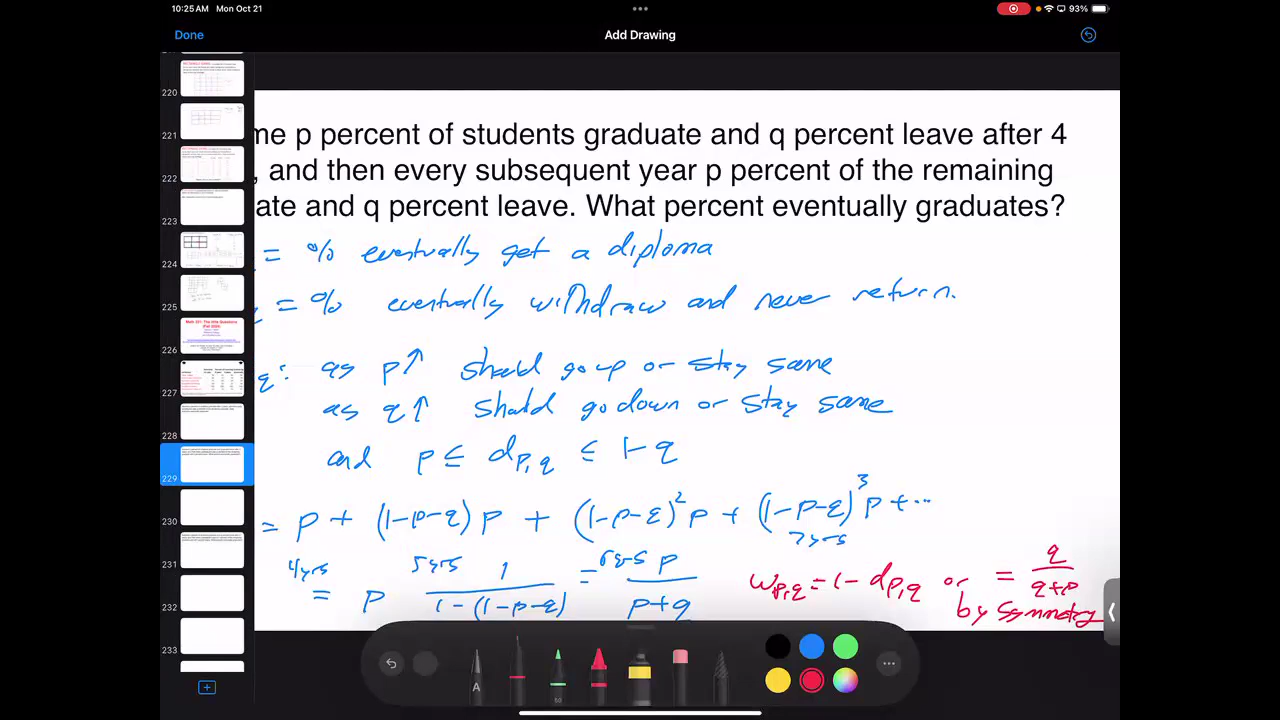 10:25 AM Mon Oct 21
93%
Done
Add Drawing
me p percent of students graduate and q percent leave after 4
, and then every subsequent year p percent of the remaining
ate and q percent leave. What percent eventually graduates?
= % eventually get a diploma
= % eventually withdraw and never return.
q: as p↑ should go up or stay same
as q↑ should go down or stay same
and p ≤ d_{p,q} ≤ 1-q
= p + (1-p-q)p + (1-p-q)^2 p + (1-p-q)^3 p + ...
4yrs 5yrs 6yrs 7yrs
= p 1/(1-(1-p-q)) = p/(p+q)
w_{p,q} = 1 - d_{p,q} or = q/(q+p)
by symmetry
220
221
222
223
224
225
226
227
228
229
230
231
232
233
A